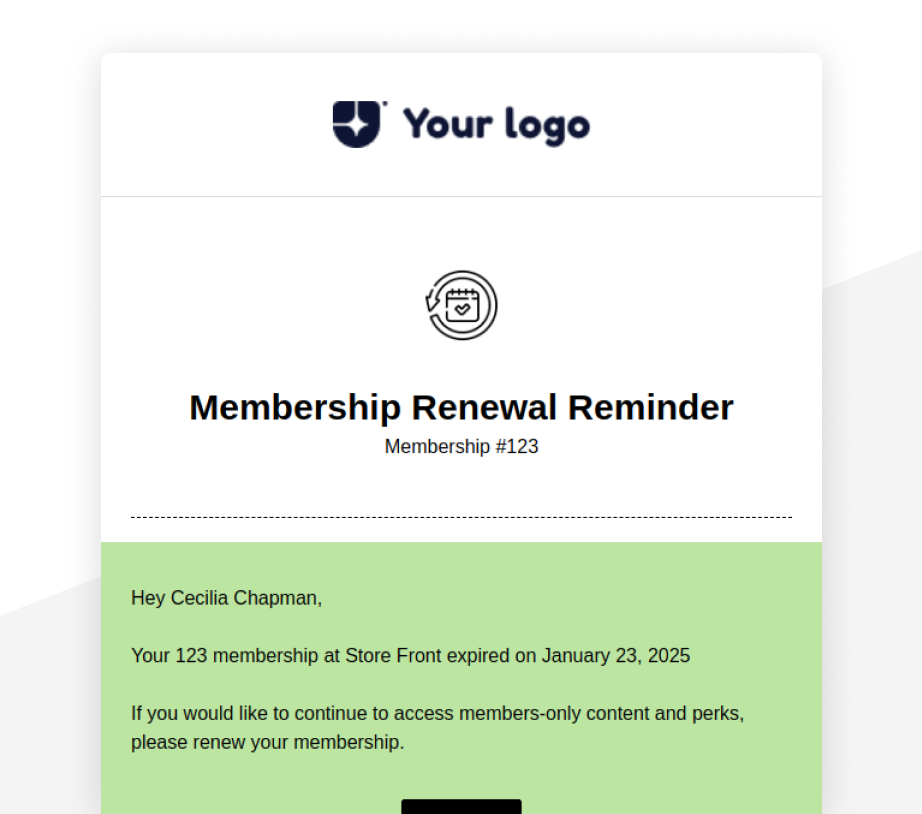 Your logo
Membership Renewal Reminder
Membership #123
Hey Cecilia Chapman,
Your 123 membership at Store Front expired on January 23, 2025
If you would like to continue to access members-only content and perks,
please renew your membership.